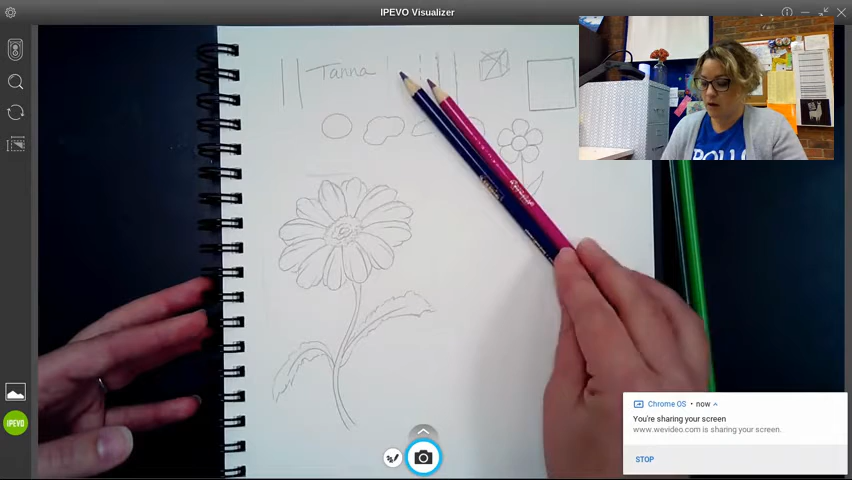 IPEVO Visualizer
Tanna
IPEVO
Chrome OS • now
You're sharing your screen
www.wevideo.com is sharing your screen.
STOP